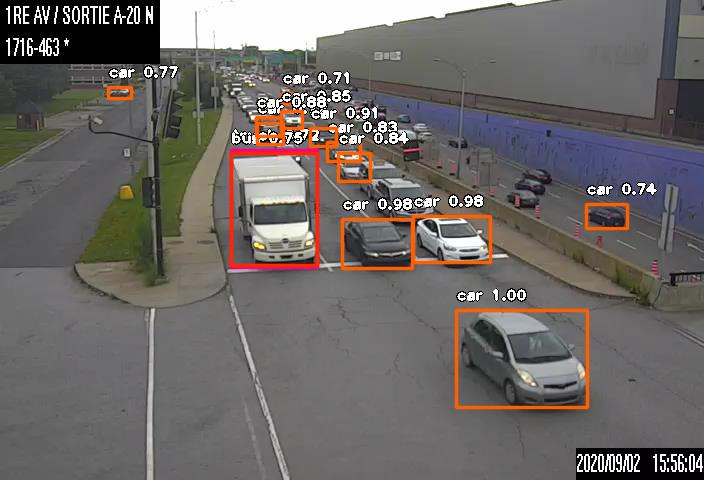 1RE AV / SORTIE A-20 N
1716-463 *
car 0.77
car 0.71
0.85
car 0.88
car 0.91
car 0.83
0.75
car 0.84
car 0.74
car 0.98
car 0.98
car 1.00
2020/09/02 15:56:04